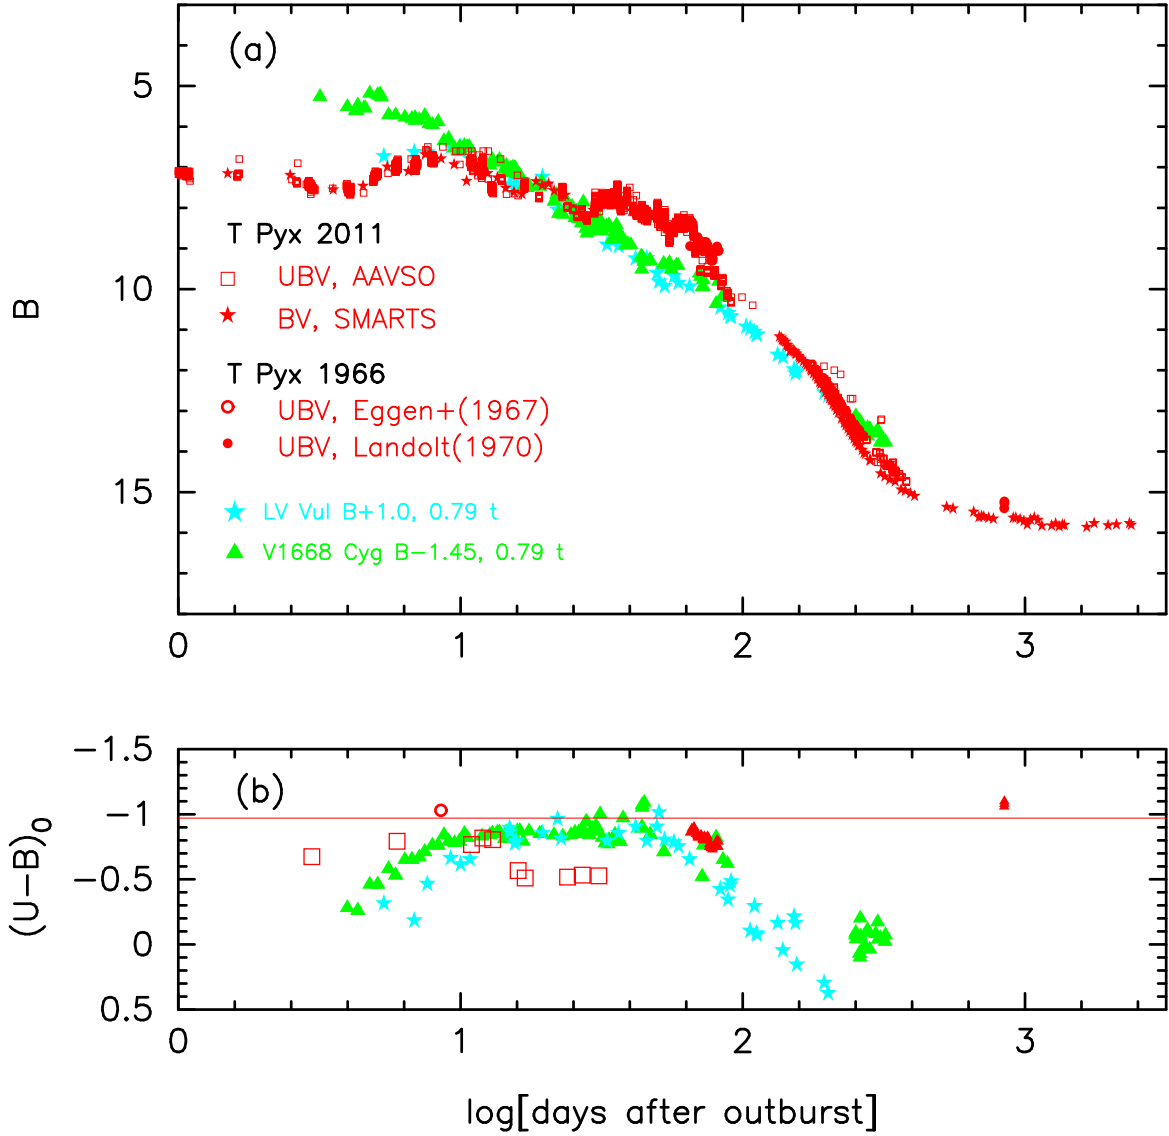 (a)
5
10
15
B
T Pyx 2011
UBV, AAVSO
BV, SMARTS
T Pyx 1966
UBV, Eggen+(1967)
UBV, Landolt(1970)
LV Vul B+1.0, 0.79 t
V1668 Cyg B−1.45, 0.79 t
0 1 2 3
(b)
−1.5
−1
−0.5
0
0.5
(U−B)0
0 1 2 3
log[days after outburst]